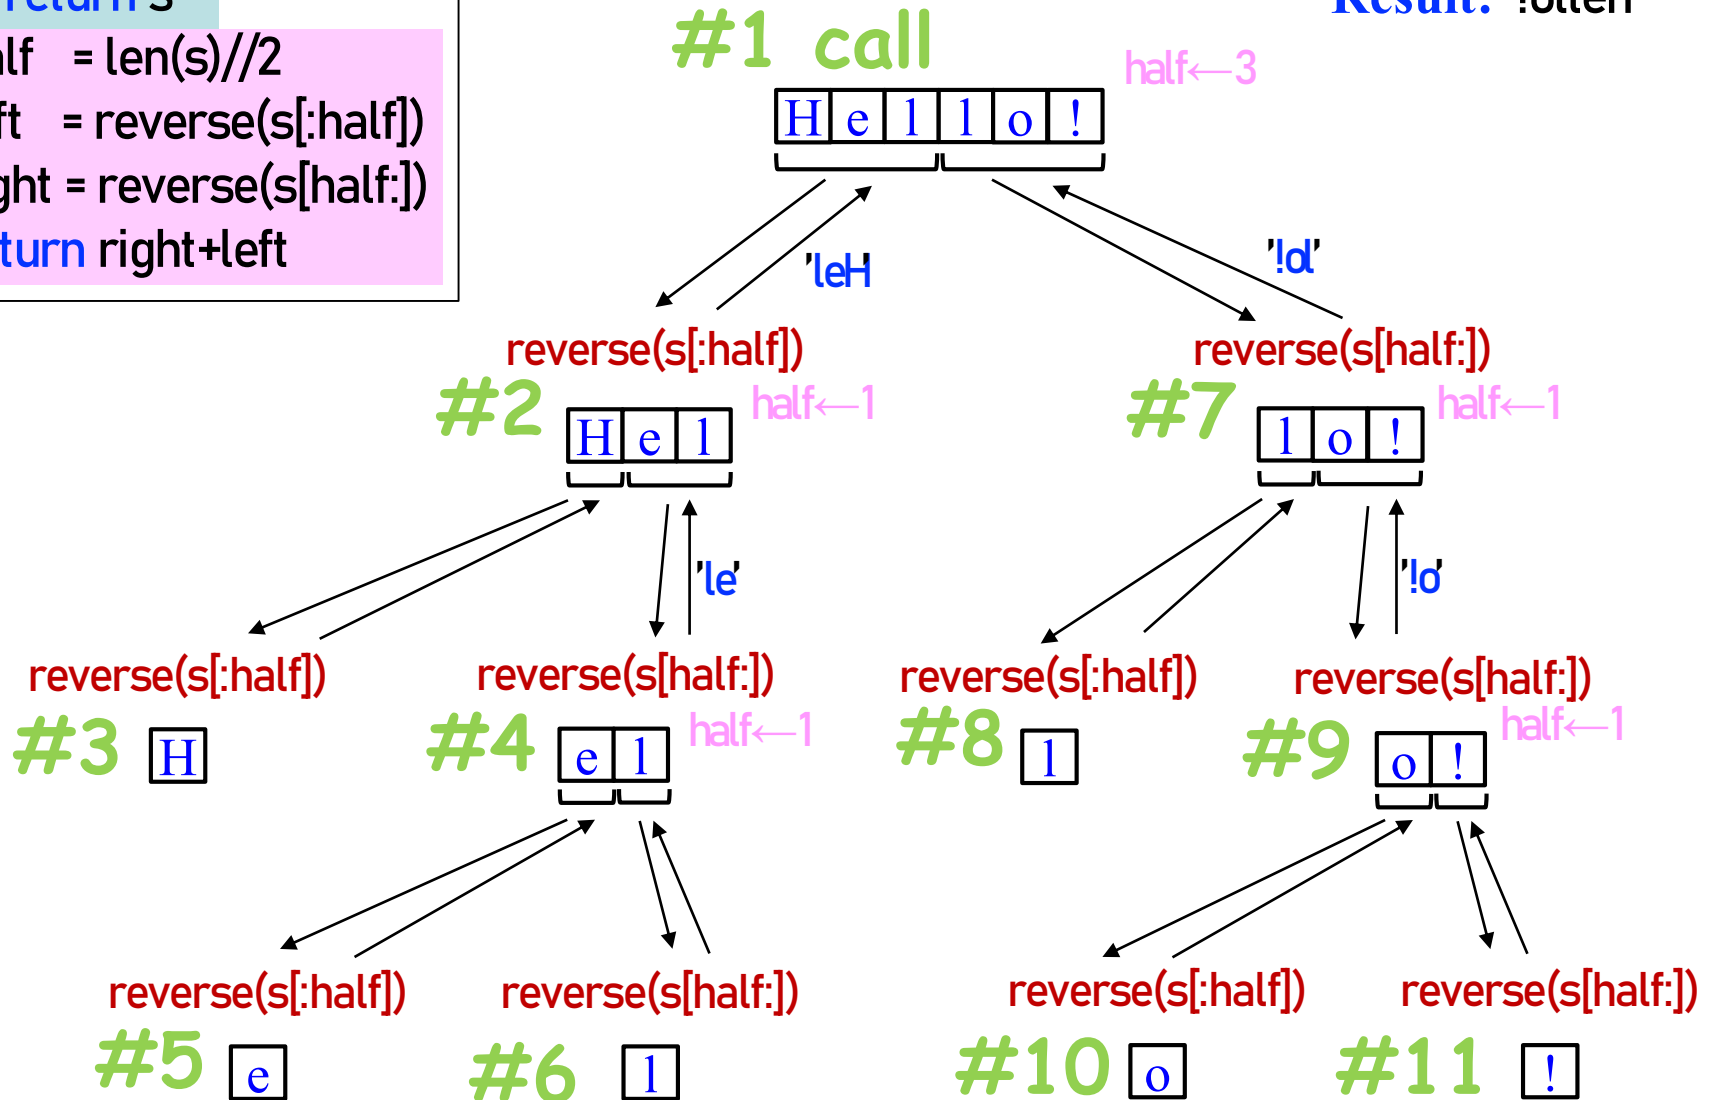 return s
alf = len(s)//2
ft = reverse(s[:half])
ght = reverse(s[half:])
turn right+left
Result: '!olleH'
#1 call
half←3
H e l l o !
'leH'
'!ol'
reverse(s[:half])
reverse(s[half:])
#2
H e l
half←1
#7
l o !
half←1
'le'
'!o'
reverse(s[:half])
reverse(s[half:])
reverse(s[:half])
reverse(s[half:])
#3
H
#4
e l
half←1
#8
l
#9
o !
half←1
reverse(s[:half])
reverse(s[half:])
reverse(s[:half])
reverse(s[half:])
#5
e
#6
l
#10
o
#11
!